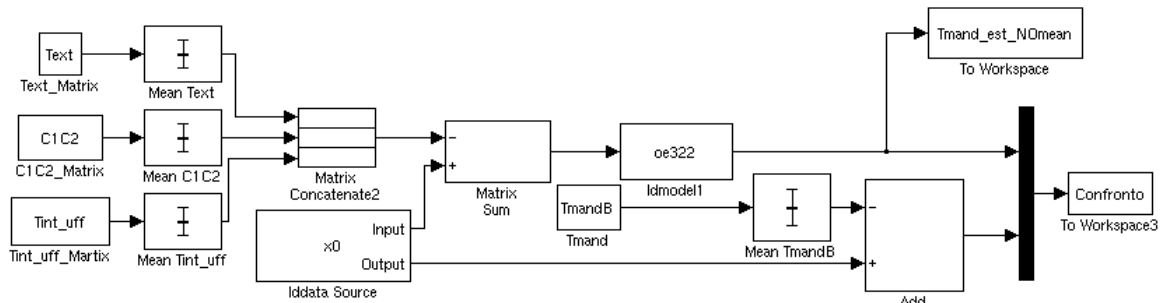 Text
Text_Matrix
Mean Text
C1C2
C1C2_Matrix
Mean C1C2
Tint_uff
Tint_uff_Martix
Mean Tint_uff
Matrix
Concatenate2
x0
Input
Output
Iddata Source
−
+
Matrix
Sum
oe322
Idmodel1
TmandB
Tmand
Mean TmandB
−
+
Add
Tmand_est_NOmean
To Workspace
Confronto
To Workspace3